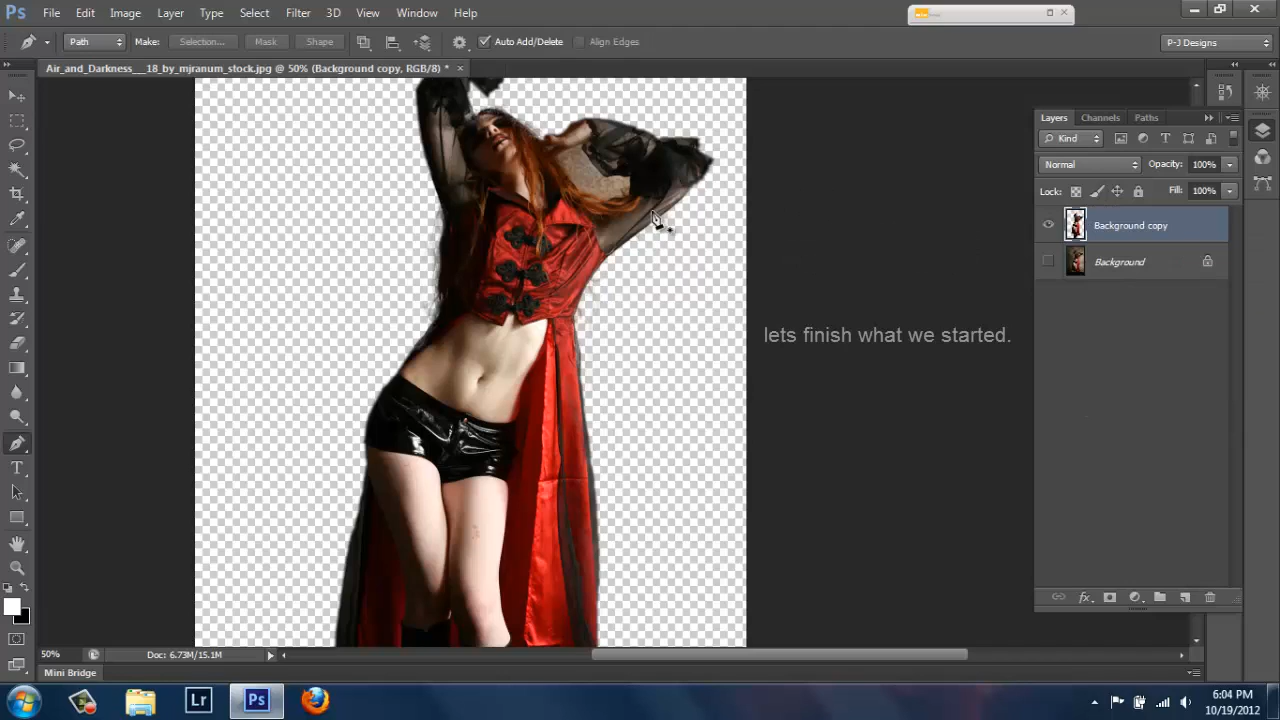 Ps File Edit Image Layer Type Select Filter 3D View Window Help
Path Make: Selection... Mask Shape Auto Add/Delete Align Edges P-J Designs
Air_and_Darkness___18_by_mjranum_stock.jpg @ 50% (Background copy, RGB/8) * ×
Layers Channels Paths
Kind
Normal Opacity: 100%
Lock: Fill: 100%
Background copy
Background
lets finish what we started.
T
fx
50% Doc: 6.73M/15.1M
Mini Bridge
Lr Ps
6:04 PM
10/19/2012